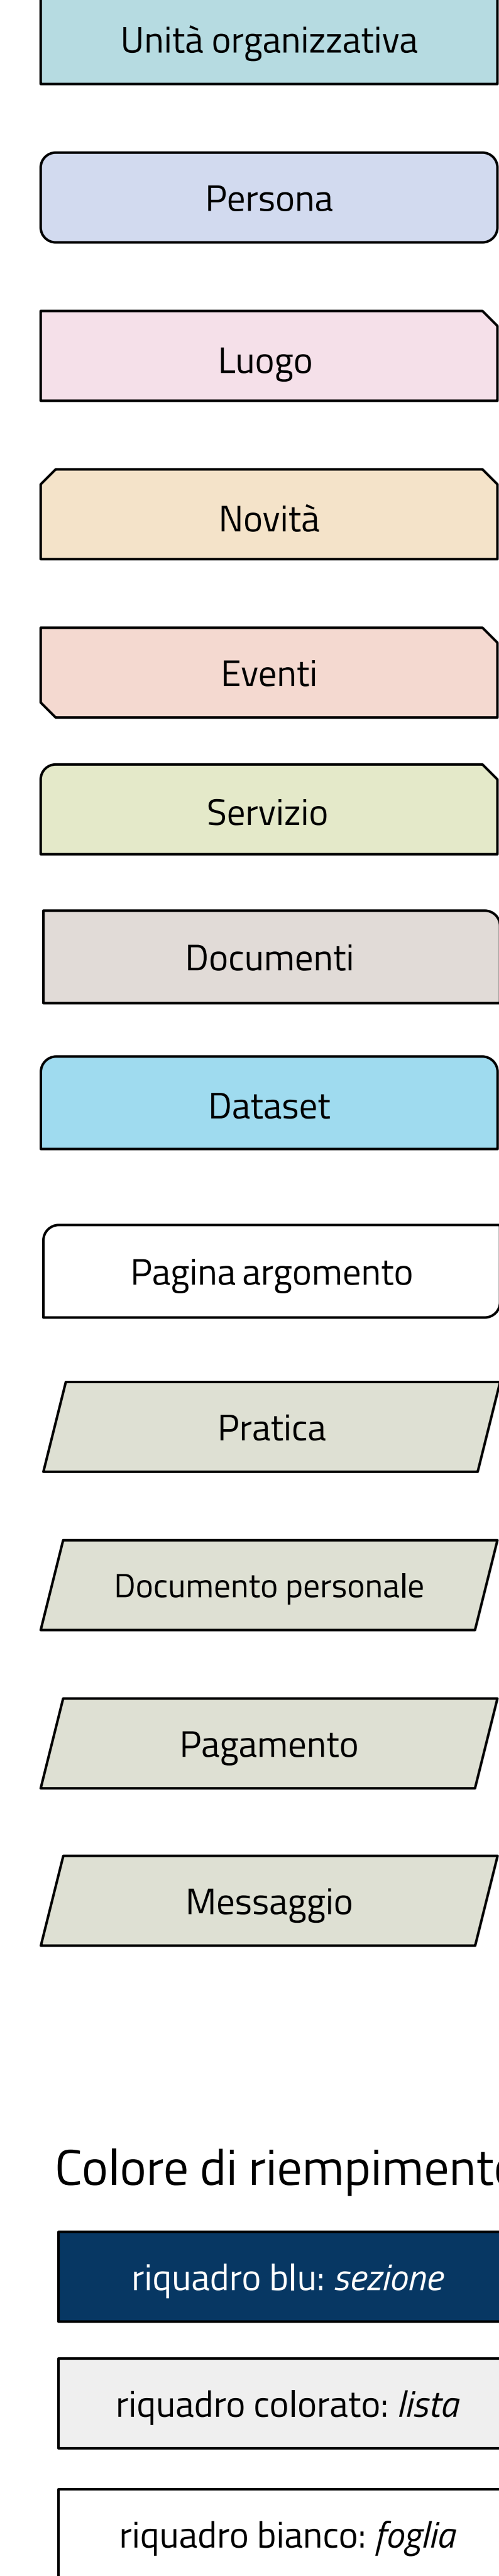 Unità organizzativa
Persona
Luogo
Novità
Eventi
Servizio
Documenti
Dataset
Pagina argomento
Pratica
Documento personale
Pagamento
Messaggio
Colore di riempimento
riquadro blu: sezione
riquadro colorato: lista
riquadro bianco: foglia